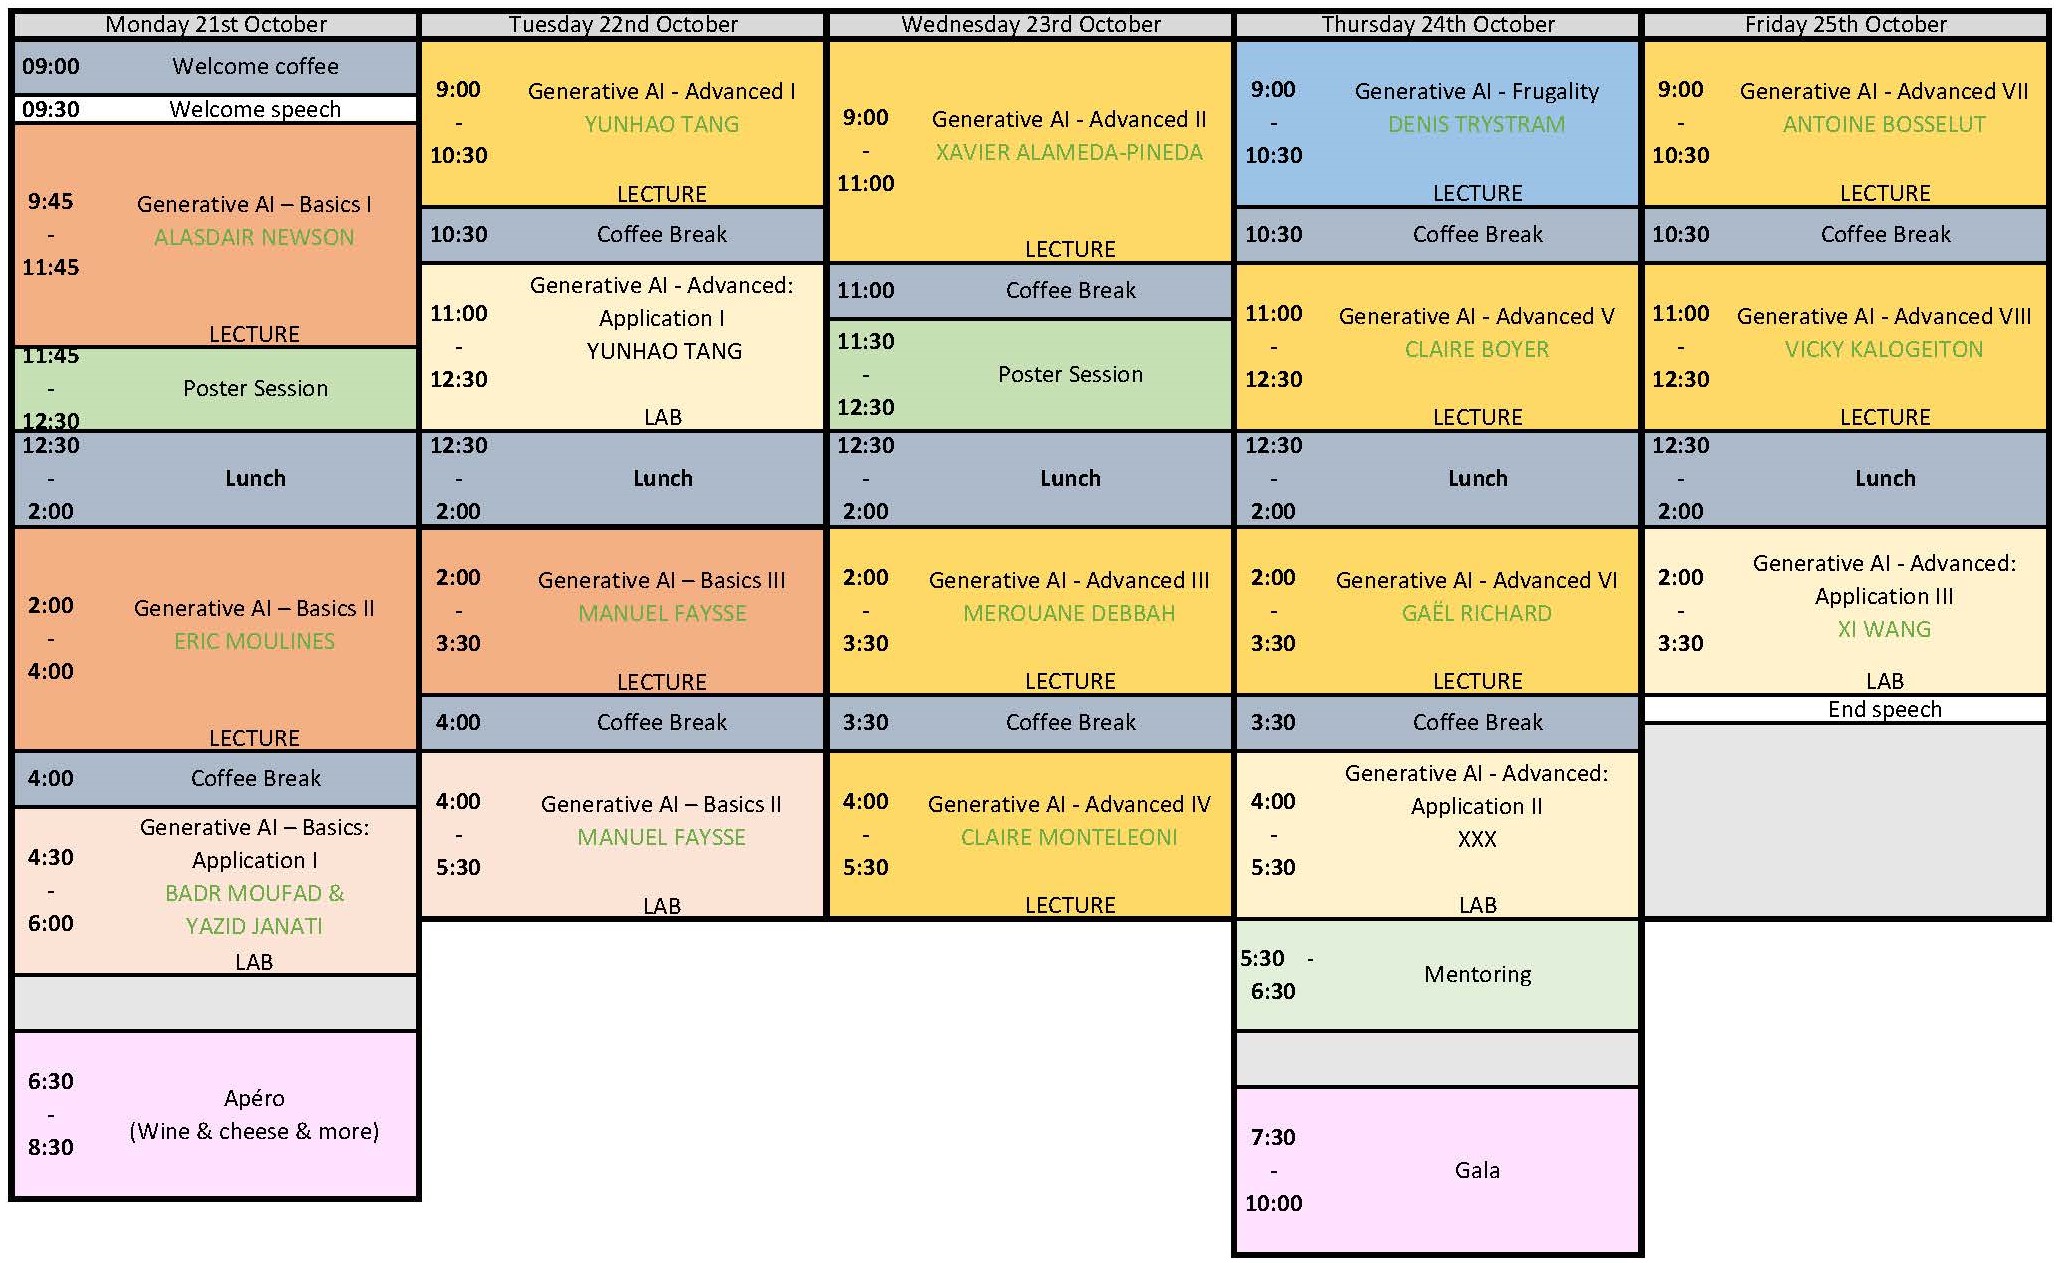 Monday 21st October
09:00 Welcome coffee
09:30 Welcome speech
9:45
-
11:45
Generative AI – Basics I
ALASDAIR NEWSON
LECTURE
11:45
-
12:30
Poster Session
12:30
-
2:00
Lunch
2:00
-
4:00
Generative AI – Basics II
ERIC MOULINES
LECTURE
4:00 Coffee Break
4:30
-
6:00
Generative AI – Basics:
Application I
BADR MOUFAD &
YAZID JANATI
LAB
6:30
-
8:30
Apéro
(Wine & cheese & more)
Tuesday 22nd October
9:00
-
10:30
Generative AI - Advanced I
YUNHAO TANG
LECTURE
10:30 Coffee Break
11:00
-
12:30
Generative AI - Advanced:
Application I
YUNHAO TANG
LAB
12:30
-
2:00
Lunch
2:00
-
3:30
Generative AI – Basics III
MANUEL FAYSSE
LECTURE
4:00 Coffee Break
4:00
-
5:30
Generative AI – Basics II
MANUEL FAYSSE
LAB
Wednesday 23rd October
9:00
-
11:00
Generative AI - Advanced II
XAVIER ALAMEDA-PINEDA
LECTURE
11:00 Coffee Break
11:30
-
12:30
Poster Session
12:30
-
2:00
Lunch
2:00
-
3:30
Generative AI - Advanced III
MEROUANE DEBBAH
LECTURE
3:30 Coffee Break
4:00
-
5:30
Generative AI - Advanced IV
CLAIRE MONTELEONI
LECTURE
Thursday 24th October
9:00
-
10:30
Generative AI - Frugality
DENIS TRYSTRAM
LECTURE
10:30 Coffee Break
11:00
-
12:30
Generative AI - Advanced V
CLAIRE BOYER
LECTURE
12:30
-
2:00
Lunch
2:00
-
3:30
Generative AI - Advanced VI
GAËL RICHARD
LECTURE
3:30 Coffee Break
4:00
-
5:30
Generative AI - Advanced:
Application II
XXX
LAB
5:30 -
6:30
Mentoring
7:30
-
10:00
Gala
Friday 25th October
9:00
-
10:30
Generative AI - Advanced VII
ANTOINE BOSSELUT
LECTURE
10:30 Coffee Break
11:00
-
12:30
Generative AI - Advanced VIII
VICKY KALOGEITON
LECTURE
12:30
-
2:00
Lunch
2:00
-
3:30
Generative AI - Advanced:
Application III
XI WANG
LAB
End speech